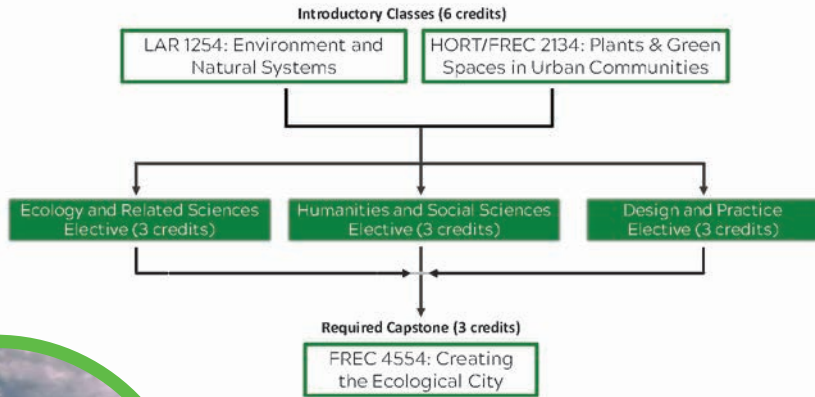 Introductory Classes (6 credits)
LAR 1254: Environment and
Natural Systems
HORT/FREC 2134: Plants & Green
Spaces in Urban Communities
Ecology and Related Sciences
Elective (3 credits)
Humanities and Social Sciences
Elective (3 credits)
Design and Practice
Elective (3 credits)
Required Capstone (3 credits)
FREC 4554: Creating
the Ecological City